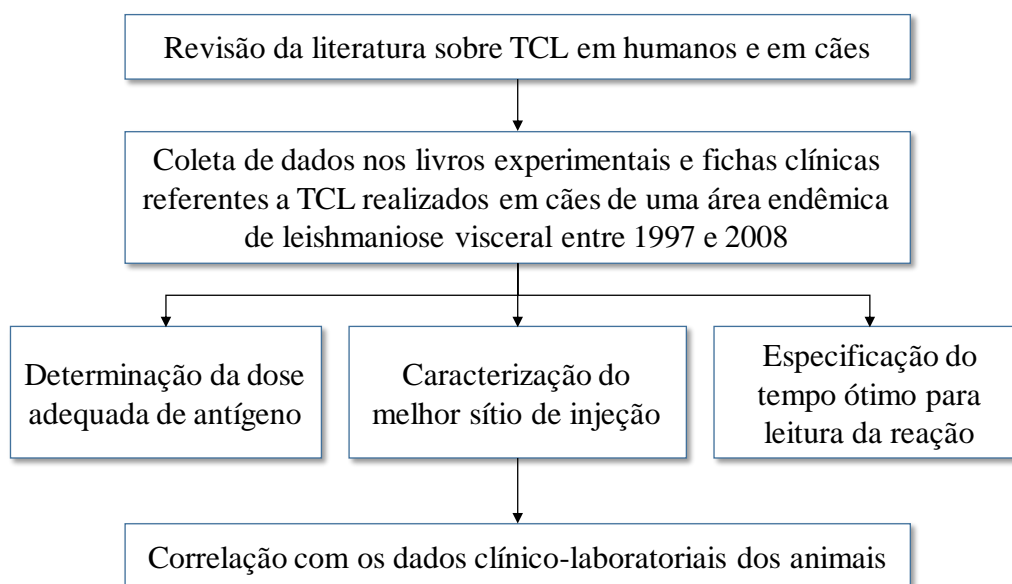 Revisão da literatura sobre TCL em humanos e em cães
Coleta de dados nos livros experimentais e fichas clínicas
referentes a TCL realizados em cães de uma área endêmica
de leishmaniose visceral entre 1997 e 2008
Determinação da dose
adequada de antígeno
Caracterização do
melhor sítio de injeção
Especificação do
tempo ótimo para
leitura da reação
Correlação com os dados clínico-laboratoriais dos animais